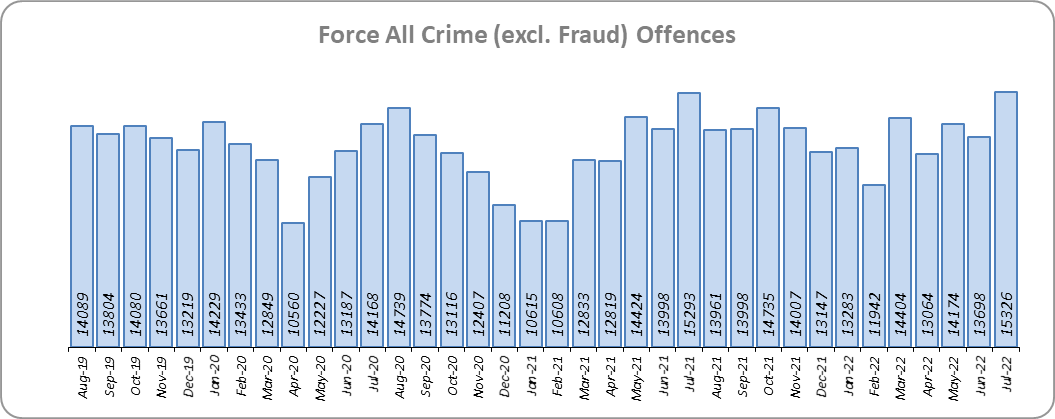 Force All Crime (excl. Fraud) Offences
14089 13804 14080 13661 13219 14229 13433 12849 10560 12227 13187 14168 14739 13774 13116 12407 11208 10615 10608 12833 12819 14424 13998 15293 13961 13998 14735 14007 13147 13283 11942 14404 13064 14174 13698 15326
Aug-19 Sep-19 Oct-19 Nov-19 Dec-19 Jan-20 Feb-20 Mar-20 Apr-20 May-20 Jun-20 Jul-20 Aug-20 Sep-20 Oct-20 Nov-20 Dec-20 Jan-21 Feb-21 Mar-21 Apr-21 May-21 Jun-21 Jul-21 Aug-21 Sep-21 Oct-21 Nov-21 Dec-21 Jan-22 Feb-22 Mar-22 Apr-22 May-22 Jun-22 Jul-22